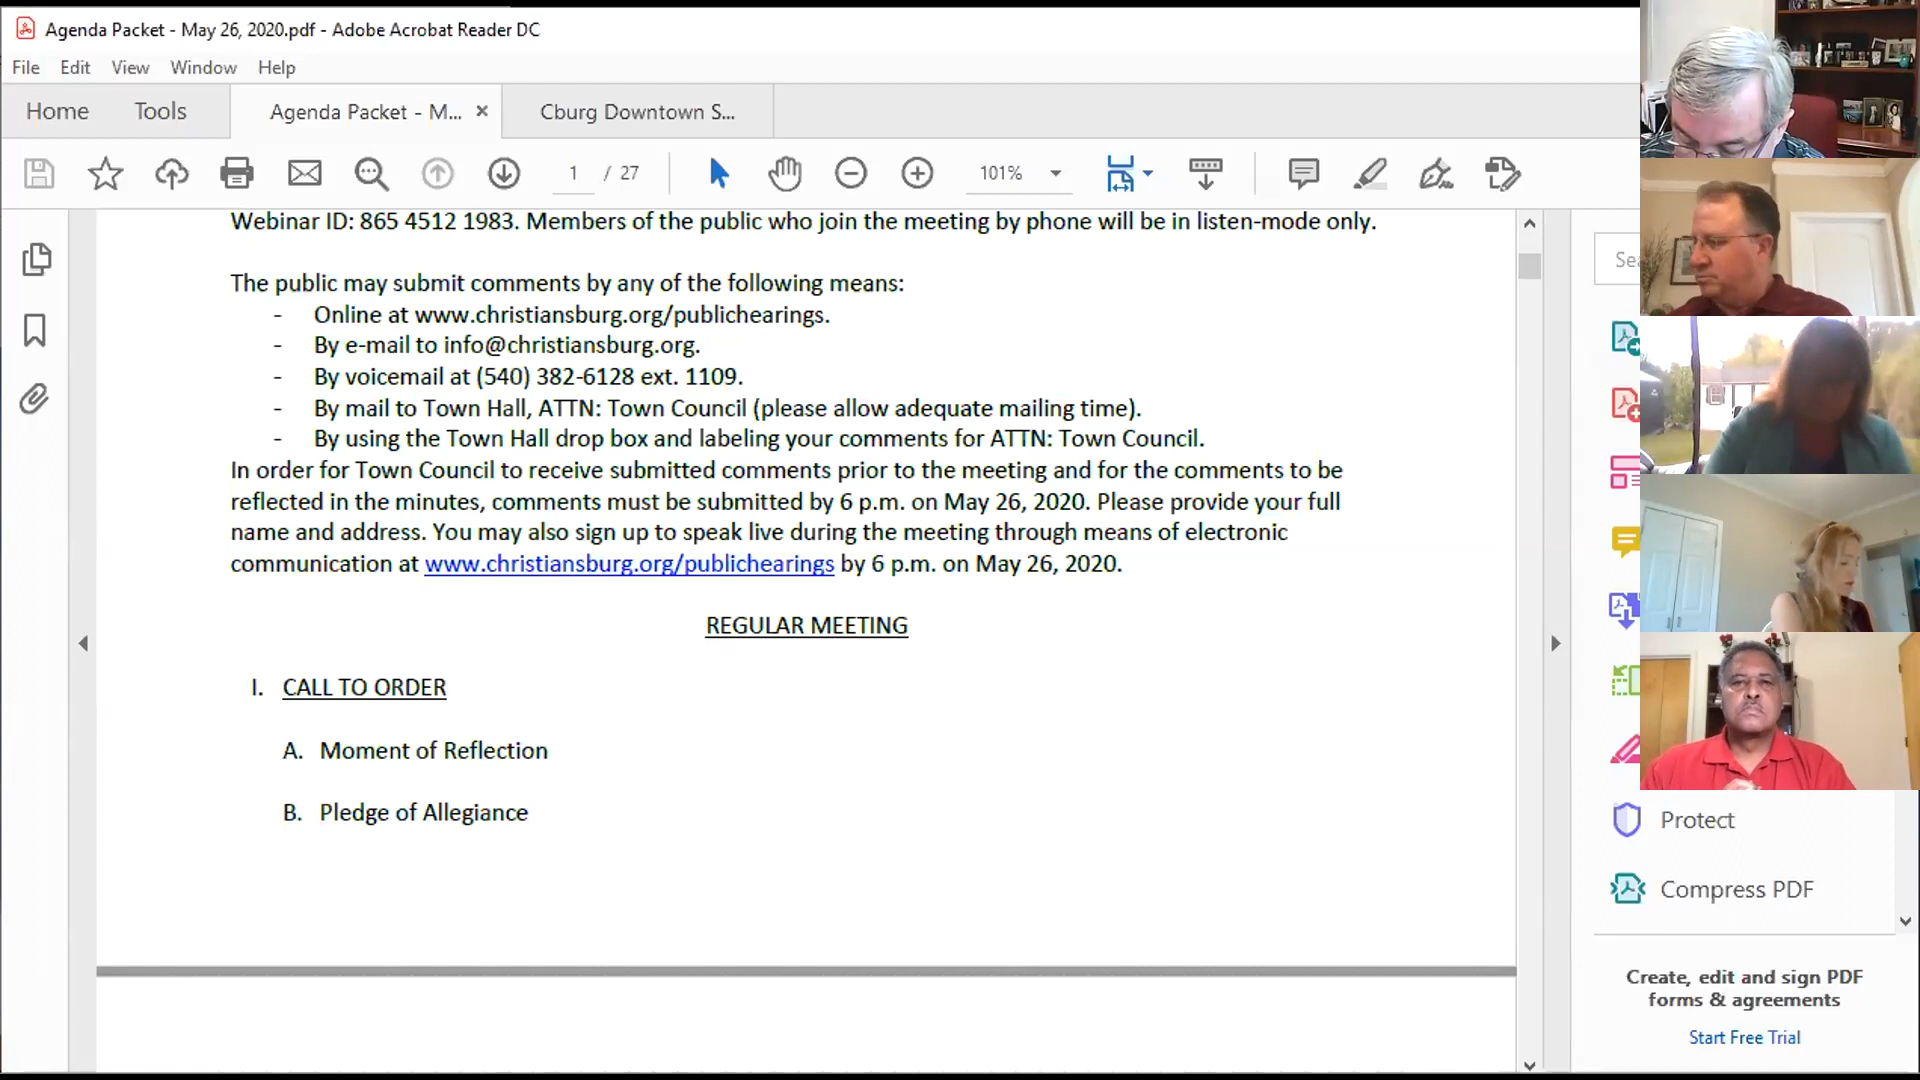 Agenda Packet - May 26, 2020.pdf - Adobe Acrobat Reader DC
File Edit View Window Help
Home Tools Agenda Packet - M... × Cburg Downtown S...
1 / 27 101%
Webinar ID: 865 4512 1983. Members of the public who join the meeting by phone will be in listen-mode only.
The public may submit comments by any of the following means:
- Online at www.christiansburg.org/publichearings.
- By e-mail to info@christiansburg.org.
- By voicemail at (540) 382-6128 ext. 1109.
- By mail to Town Hall, ATTN: Town Council (please allow adequate mailing time).
- By using the Town Hall drop box and labeling your comments for ATTN: Town Council.
In order for Town Council to receive submitted comments prior to the meeting and for the comments to be
reflected in the minutes, comments must be submitted by 6 p.m. on May 26, 2020. Please provide your full
name and address. You may also sign up to speak live during the meeting through means of electronic
communication at www.christiansburg.org/publichearings by 6 p.m. on May 26, 2020.
REGULAR MEETING
I. CALL TO ORDER
A. Moment of Reflection
B. Pledge of Allegiance
Protect
Compress PDF
Create, edit and sign PDF
forms & agreements
Start Free Trial